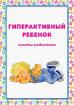 ГИПЕРАКТИВНЫЙ
РЕБЕНОК
советы родителям